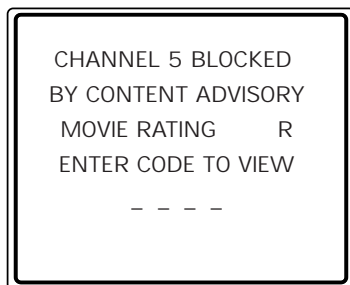 CHANNEL 5 BLOCKED
BY CONTENT ADVISORY
MOVIE RATING R
ENTER CODE TO VIEW
_ _ _ _